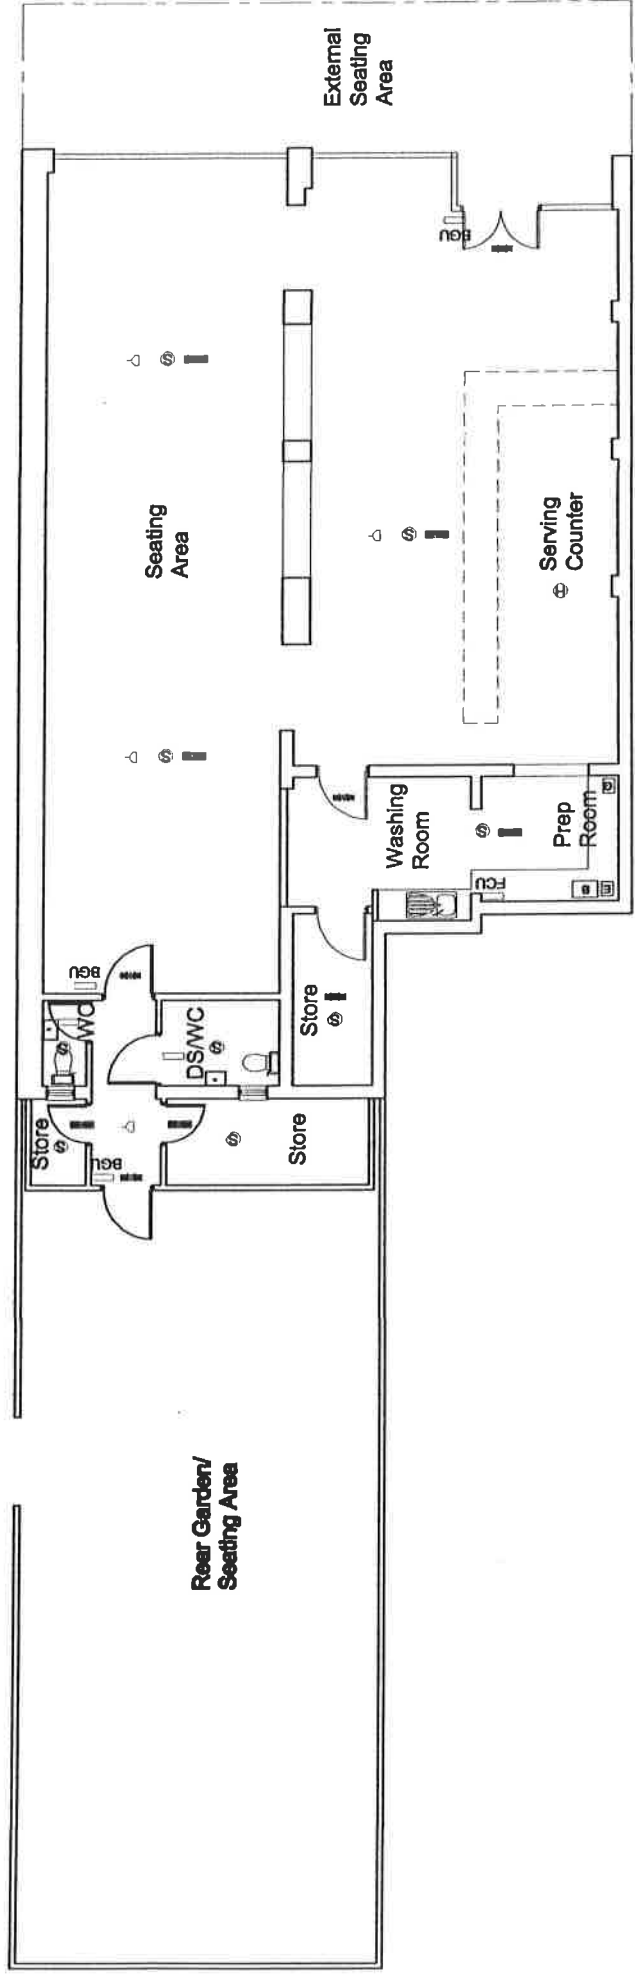 External
Seating
Area
BGU
Seating
Area
S
S
Serving
Counter
H
S
Washing
Room
Prep
Room
S
FCU
B
E
BGU
Store
S
WC
S
DS/WC
S
Store
S
BGU
Store
S
Rear Garden/
Seating Area